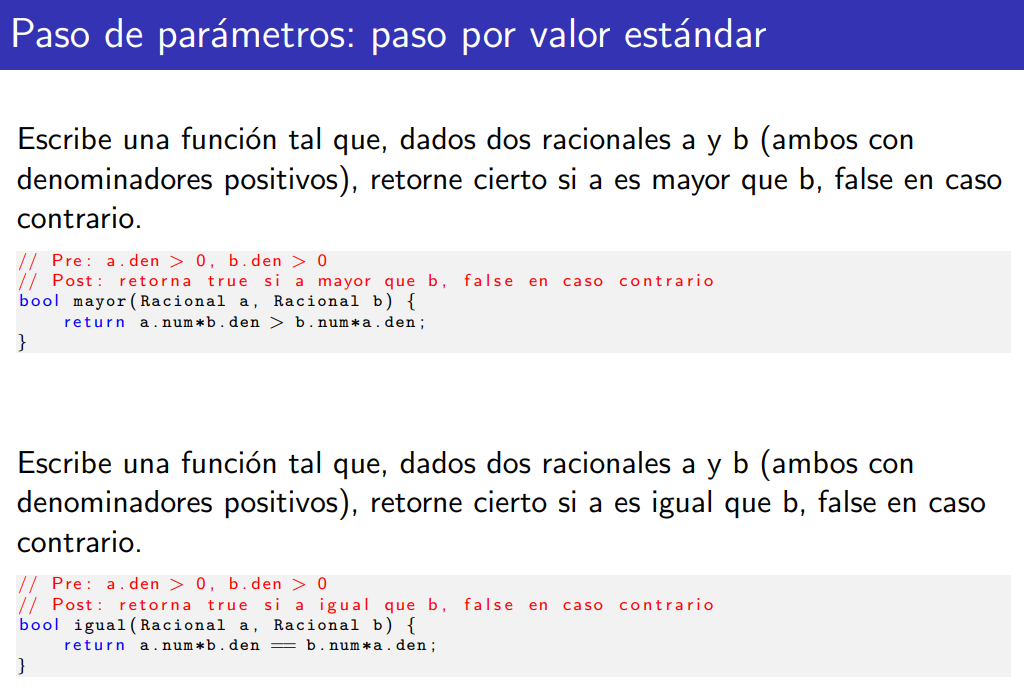 Paso de parámetros: paso por valor estándar
Escribe una función tal que, dados dos racionales a y b (ambos con
denominadores positivos), retorne cierto si a es mayor que b, false en caso
contrario.
// Pre: a.den > 0, b.den > 0
// Post: retorna true si a mayor que b, false en caso contrario
bool mayor(Racional a, Racional b) {
    return a.num*b.den > b.num*a.den;
}
Escribe una función tal que, dados dos racionales a y b (ambos con
denominadores positivos), retorne cierto si a es igual que b, false en caso
contrario.
// Pre: a.den > 0, b.den > 0
// Post: retorna true si a igual que b, false en caso contrario
bool igual(Racional a, Racional b) {
    return a.num*b.den == b.num*a.den;
}